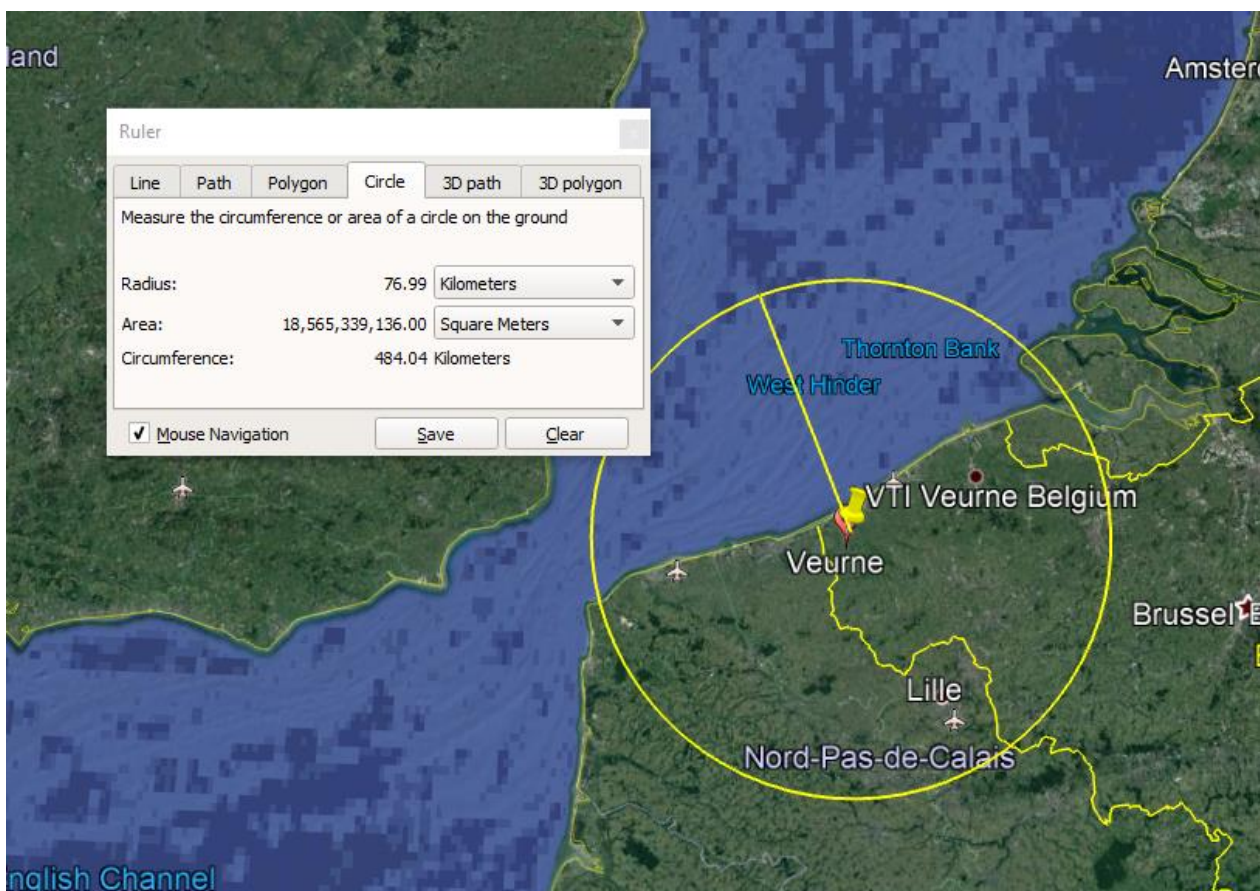 land
Amster
Ruler
Line Path Polygon Circle 3D path 3D polygon
Measure the circumference or area of a circle on the ground
Radius: 76.99 Kilometers
Area: 18,565,339,136.00 Square Meters
Circumference: 484.04 Kilometers
Mouse Navigation Save Clear
Thornton Bank
West Hinder
VTI Veurne Belgium
Veurne
Brussel
Lille
Nord-Pas-de-Calais
nglish Channel